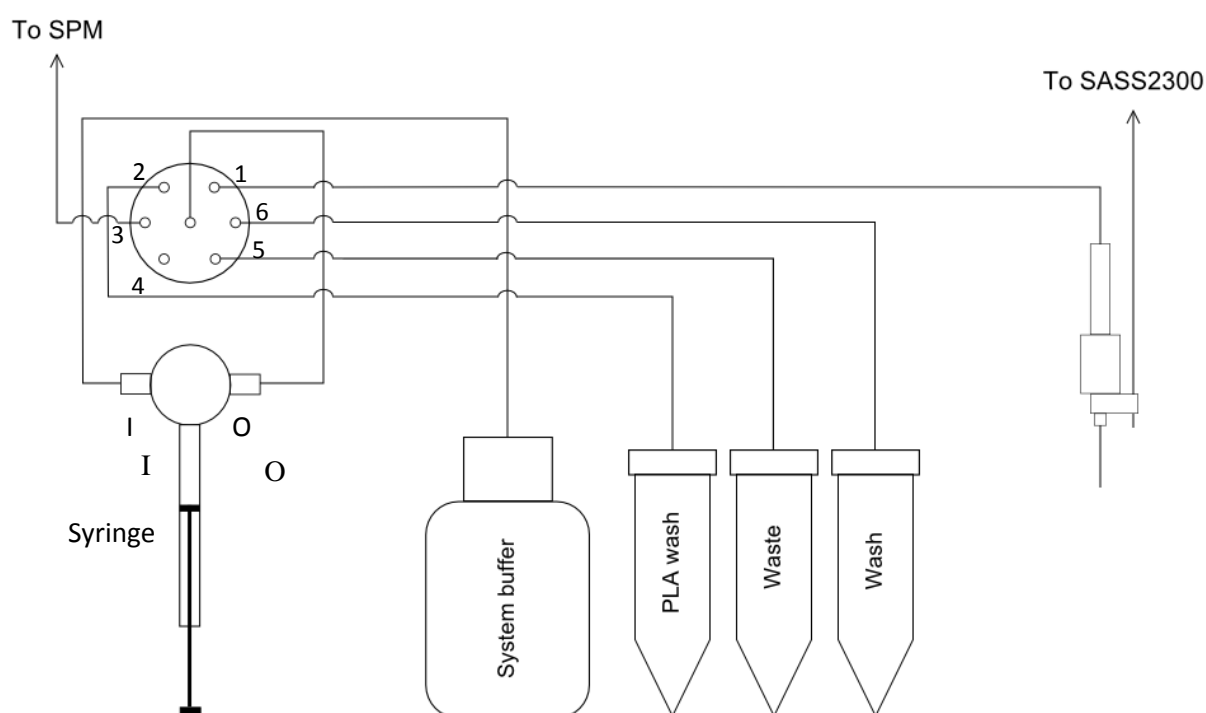 To SPM
To SASS2300
2
1
3
6
5
4
I
O
I
O
Syringe
System buffer
PLA wash
Waste
Wash